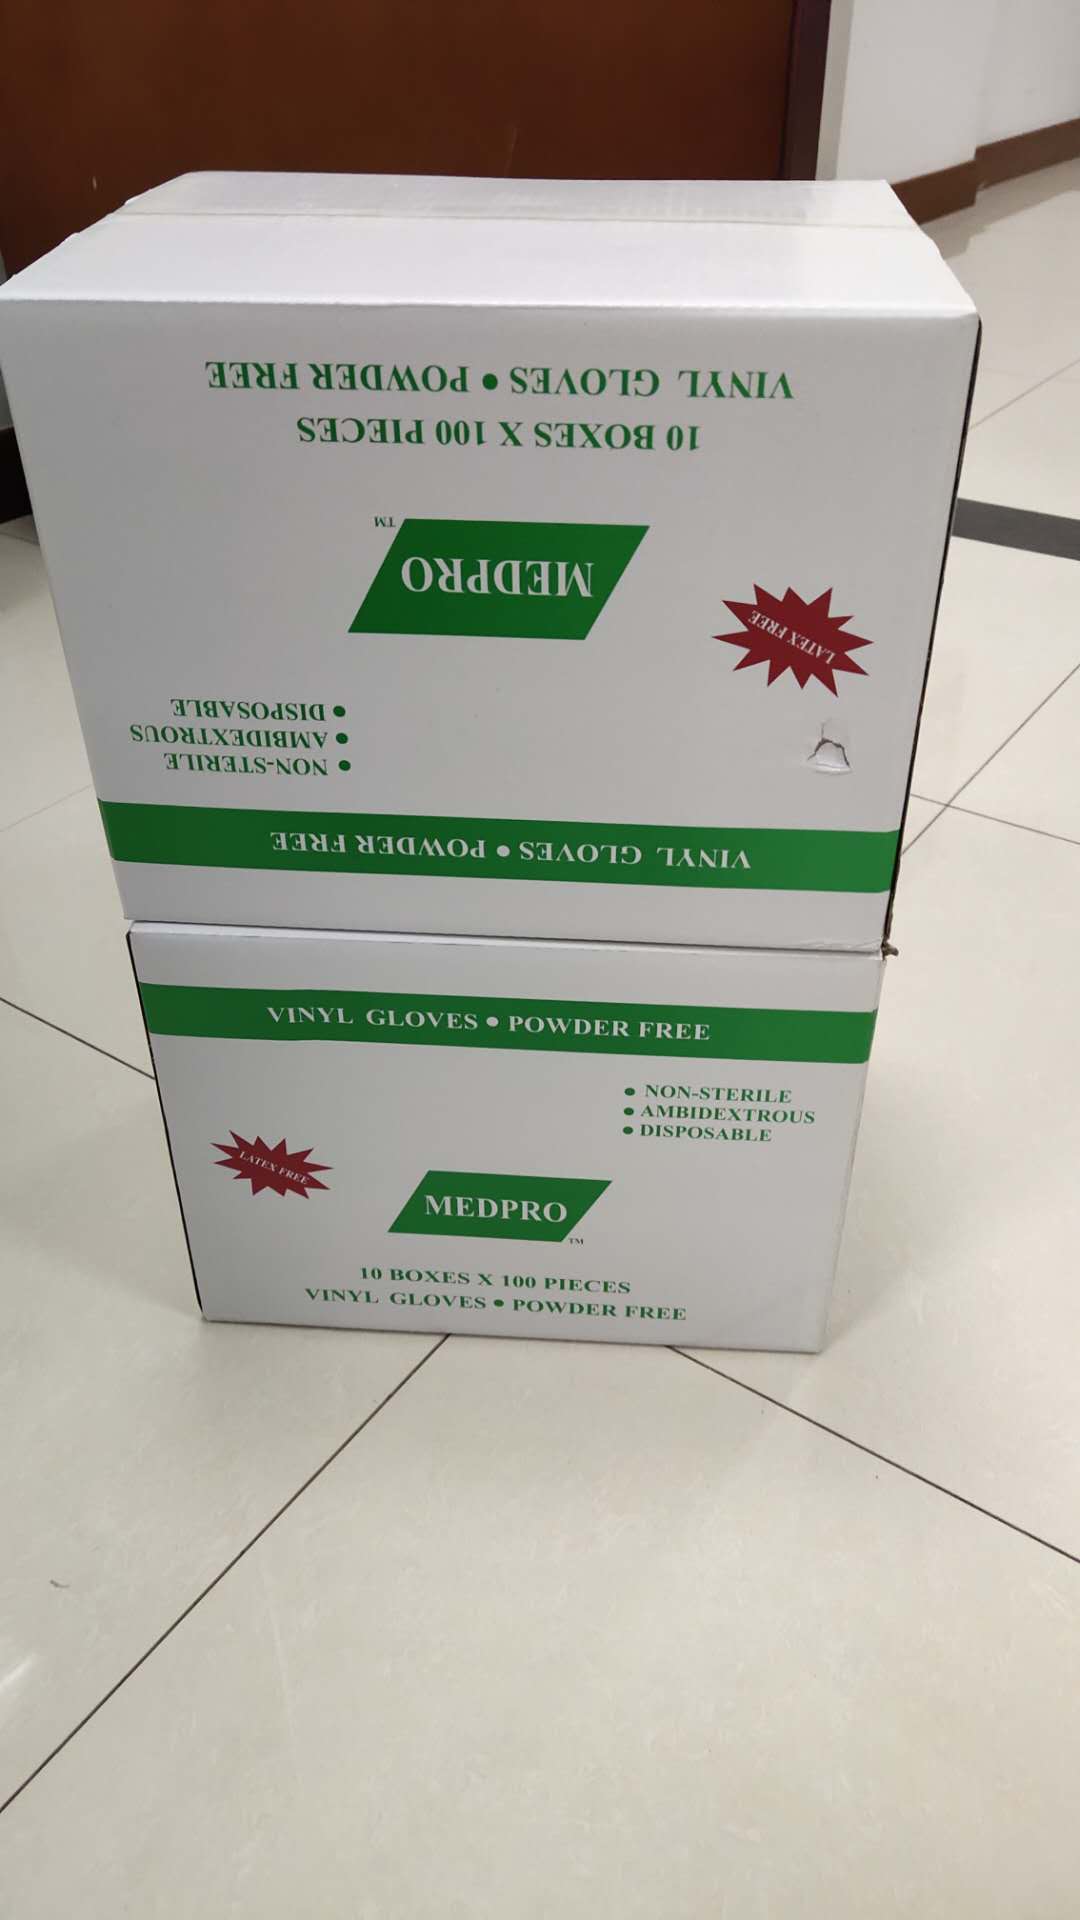 VINYL GLOVES • POWDER FREE
10 BOXES X 100 PIECES
MEDPRO
TM
LATEX FREE
• DISPOSABLE
• AMBIDEXTROUS
• NON-STERILE
VINYL GLOVES • POWDER FREE
VINYL GLOVES • POWDER FREE
• NON-STERILE
• AMBIDEXTROUS
• DISPOSABLE
LATEX FREE
MEDPRO
TM
10 BOXES X 100 PIECES
VINYL GLOVES • POWDER FREE